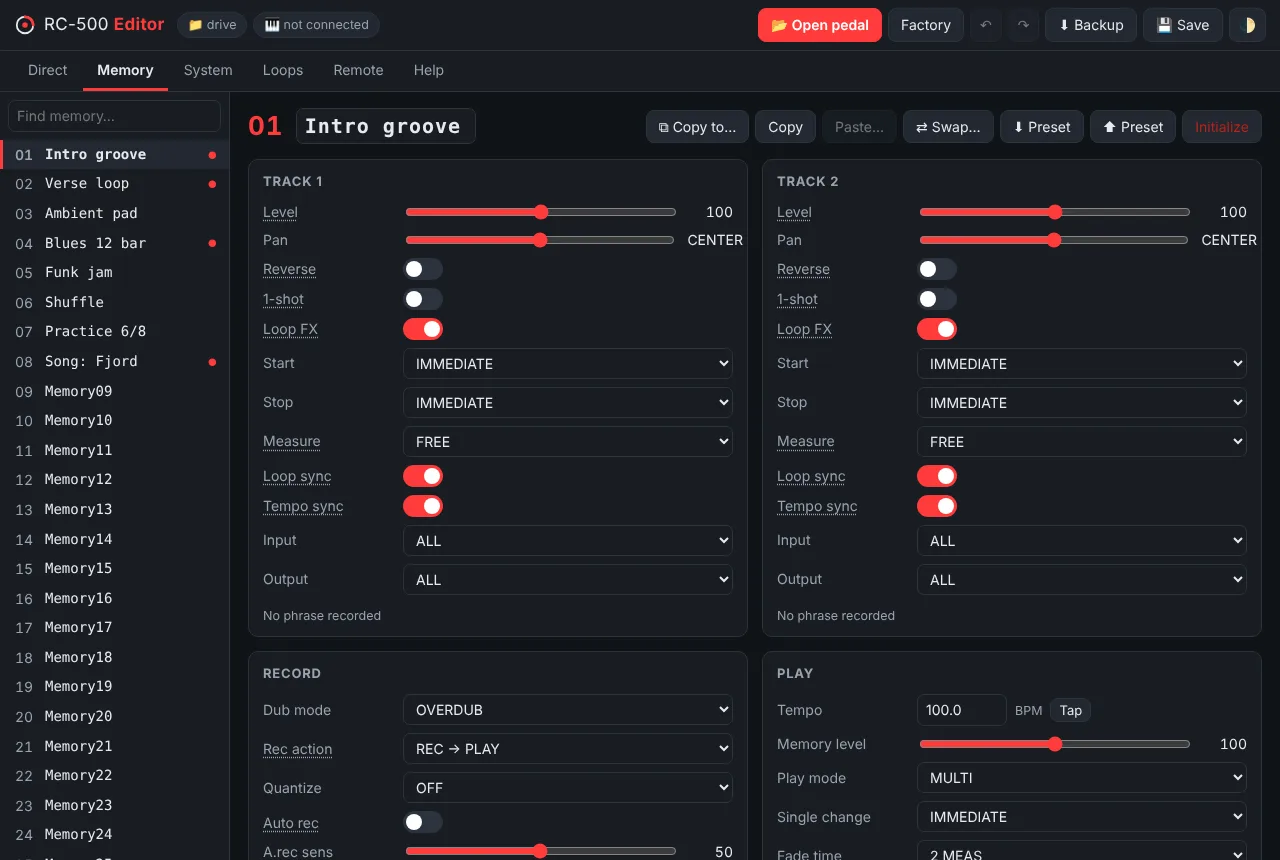 RC-500 Editor drive not connected Open pedal Factory Backup Save
Direct Memory System Loops Remote Help
Find memory...
01 Intro groove
02 Verse loop
03 Ambient pad
04 Blues 12 bar
05 Funk jam
06 Shuffle
07 Practice 6/8
08 Song: Fjord
09 Memory09
10 Memory10
11 Memory11
12 Memory12
13 Memory13
14 Memory14
15 Memory15
16 Memory16
17 Memory17
18 Memory18
19 Memory19
20 Memory20
21 Memory21
22 Memory22
23 Memory23
24 Memory24
01 Intro groove Copy to... Copy Paste... Swap... Preset Preset Initialize
TRACK 1
Level 100
Pan CENTER
Reverse
1-shot
Loop FX
Start IMMEDIATE
Stop IMMEDIATE
Measure FREE
Loop sync
Tempo sync
Input ALL
Output ALL
No phrase recorded
TRACK 2
Level 100
Pan CENTER
Reverse
1-shot
Loop FX
Start IMMEDIATE
Stop IMMEDIATE
Measure FREE
Loop sync
Tempo sync
Input ALL
Output ALL
No phrase recorded
RECORD
Dub mode OVERDUB
Rec action REC → PLAY
Quantize OFF
Auto rec
A.rec sens 50
PLAY
Tempo 100.0 BPM Tap
Memory level 100
Play mode MULTI
Single change IMMEDIATE
Fade time 2 MEAS